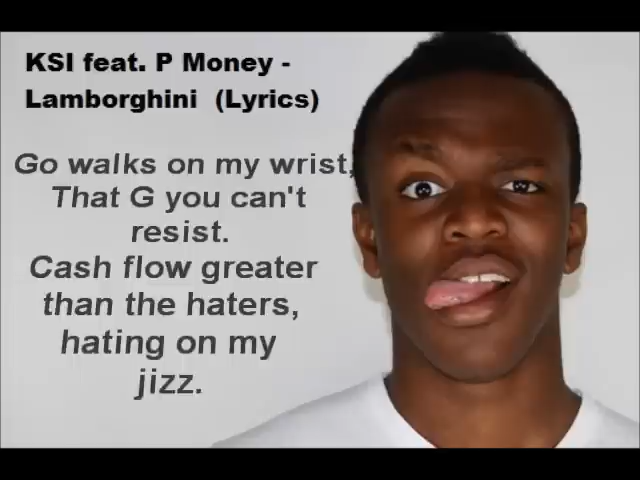 KSI feat. P Money -
Lamborghini (Lyrics)
Go walks on my wrist,
That G you can't
resist.
Cash flow greater
than the haters,
hating on my
jizz.